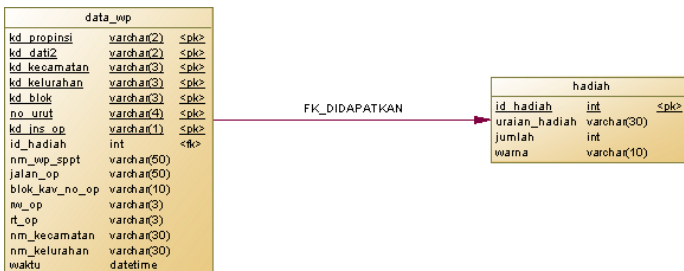 data_wp
kd_propinsi varchar(2) <pk>
kd_dati2 varchar(2) <pk>
kd_kecamatan varchar(3) <pk>
kd_kelurahan varchar(3) <pk>
kd_blok varchar(3) <pk>
no_urut varchar(4) <pk>
kd_jns_op varchar(1) <pk>
id_hadiah int <fk>
nm_wp_sppt varchar(50)
jalan_op varchar(50)
blok_kav_no_op varchar(10)
rw_op varchar(3)
rt_op varchar(3)
nm_kecamatan varchar(30)
nm_kelurahan varchar(30)
waktu datetime
FK_DIDAPATKAN
hadiah
id_hadiah int <pk>
uraian_hadiah varchar(30)
jumlah int
warna varchar(10)